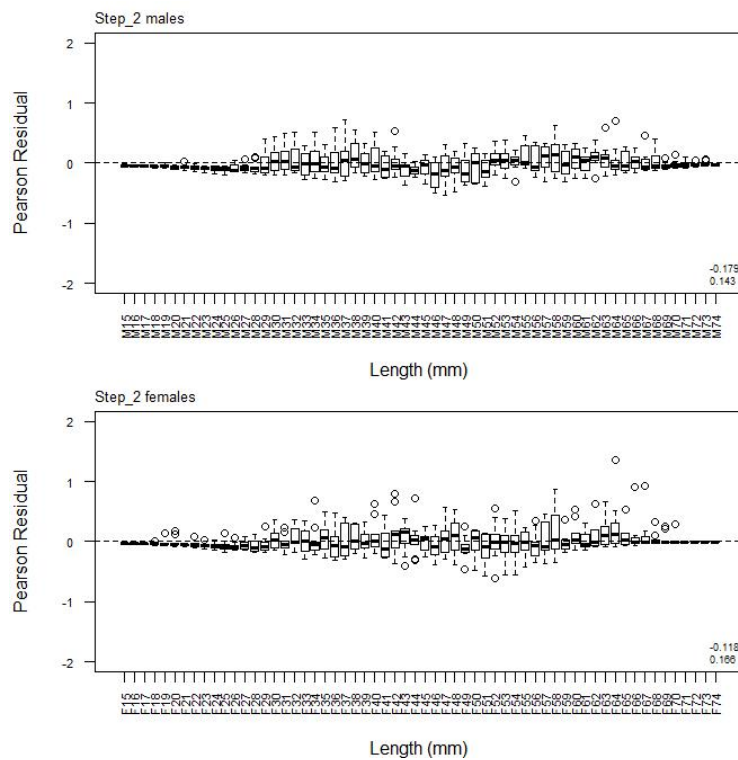 Step_2 males
Pearson Residual
2
1
0
-1
-2
-0.179
0.143
M15 M16 M17 M18 M19 M20 M21 M22 M23 M24 M25 M26 M27 M28 M29 M30 M31 M32 M33 M34 M35 M36 M37 M38 M39 M40 M41 M42 M43 M44 M45 M46 M47 M48 M49 M50 M51 M52 M53 M54 M55 M56 M57 M58 M59 M60 M61 M62 M63 M64 M65 M66 M67 M68 M69 M70 M71 M72 M73 M74
Length (mm)
Step_2 females
Pearson Residual
2
1
0
-1
-2
-0.118
0.166
F15 F16 F17 F18 F19 F20 F21 F22 F23 F24 F25 F26 F27 F28 F29 F30 F31 F32 F33 F34 F35 F36 F37 F38 F39 F40 F41 F42 F43 F44 F45 F46 F47 F48 F49 F50 F51 F52 F53 F54 F55 F56 F57 F58 F59 F60 F61 F62 F63 F64 F65 F66 F67 F68 F69 F70 F71 F72 F73 F74
Length (mm)